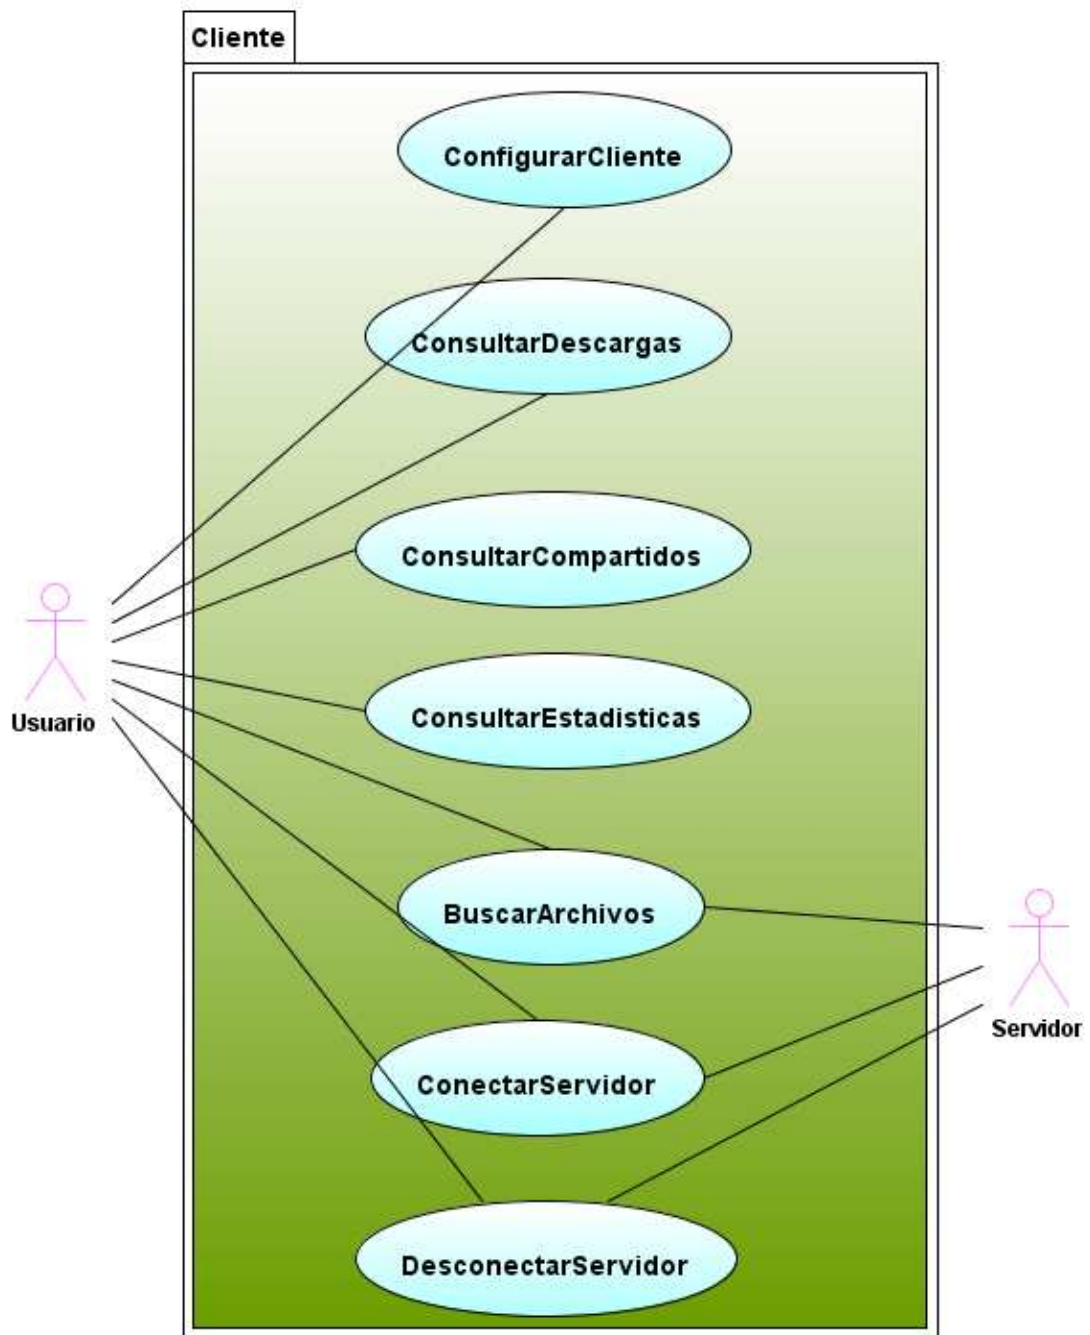 Cliente
ConfigurarCliente
ConsultarDescargas
ConsultarCompartidos
Usuario
ConsultarEstadisticas
BuscarArchivos
Servidor
ConectarServidor
DesconectarServidor